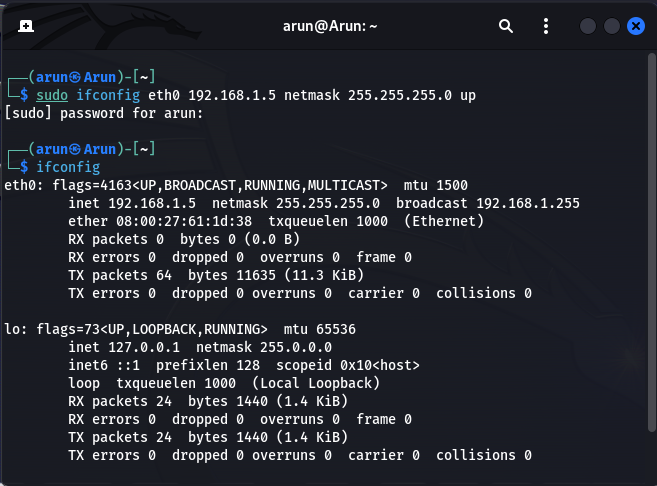 arun@Arun: ~
┌──(arun㉿Arun)-[~]
└─$ sudo ifconfig eth0 192.168.1.5 netmask 255.255.255.0 up
[sudo] password for arun:
┌──(arun㉿Arun)-[~]
└─$ ifconfig
eth0: flags=4163<UP,BROADCAST,RUNNING,MULTICAST>  mtu 1500
        inet 192.168.1.5  netmask 255.255.255.0  broadcast 192.168.1.255
        ether 08:00:27:61:1d:38  txqueuelen 1000  (Ethernet)
        RX packets 0  bytes 0 (0.0 B)
        RX errors 0  dropped 0  overruns 0  frame 0
        TX packets 64  bytes 11635 (11.3 KiB)
        TX errors 0  dropped 0 overruns 0  carrier 0  collisions 0
lo: flags=73<UP,LOOPBACK,RUNNING>  mtu 65536
        inet 127.0.0.1  netmask 255.0.0.0
        inet6 ::1  prefixlen 128  scopeid 0x10<host>
        loop  txqueuelen 1000  (Local Loopback)
        RX packets 24  bytes 1440 (1.4 KiB)
        RX errors 0  dropped 0  overruns 0  frame 0
        TX packets 24  bytes 1440 (1.4 KiB)
        TX errors 0  dropped 0 overruns 0  carrier 0  collisions 0